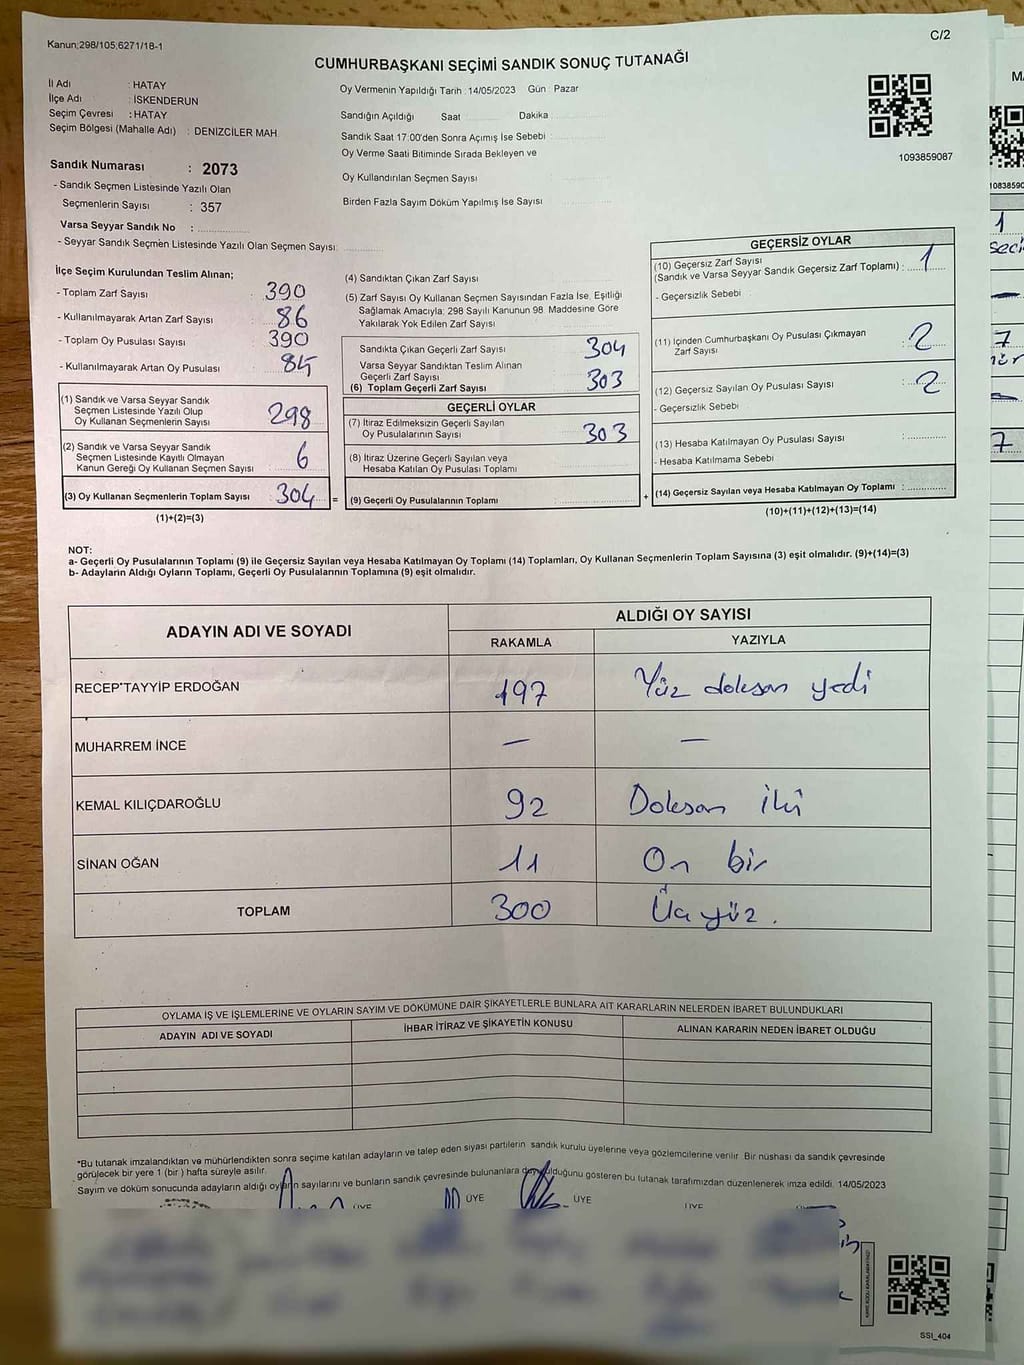 Kanun;298/105,6271/18-1
C/2
CUMHURBAŞKANI SEÇİMİ SANDIK SONUÇ TUTANAĞI
İl Adı : HATAY
İlçe Adı : İSKENDERUN
Seçim Çevresi : HATAY
Seçim Bölgesi (Mahalle Adı) : DENİZCİLER MAH
Oy Vermenin Yapıldığı Tarih : 14/05/2023 Gün : Pazar
Sandığın Açıldığı Saat Dakika
Sandık Saat 17:00'den Sonra Açımış İse Sebebi :
Oy Verme Saati Bitiminde Sırada Bekleyen ve
Oy Kullandırılan Seçmen Sayısı
Birden Fazla Sayım Döküm Yapılmış İse Sayısı
1093859087
Sandık Numarası : 2073
- Sandık Seçmen Listesinde Yazılı Olan
Seçmenlerin Sayısı : 357
Varsa Seyyar Sandık No :
- Seyyar Sandık Seçmen Listesinde Yazılı Olan Seçmen Sayısı:
İlçe Seçim Kurulundan Teslim Alınan;
- Toplam Zarf Sayısı : 390
- Kullanılmayarak Artan Zarf Sayısı : 86
- Toplam Oy Pusulası Sayısı : 390
- Kullanılmayarak Artan Oy Pusulası : 85
(1) Sandık ve Varsa Seyyar Sandık
Seçmen Listesinde Yazılı Olup
Oy Kullanan Seçmenlerin Sayısı : 298
(2) Sandık ve Varsa Seyyar Sandık
Seçmen Listesinde Kayıtlı Olmayan
Kanun Gereği Oy Kullanan Seçmen Sayısı : 6
(3) Oy Kullanan Seçmenlerin Toplam Sayısı : 304
(1)+(2)=(3)
=
(4) Sandıktan Çıkan Zarf Sayısı
(5) Zarf Sayısı Oy Kullanan Seçmen Sayısından Fazla İse, Eşitliği
Sağlamak Amacıyla; 298 Sayılı Kanunun 98. Maddesine Göre
Yakılarak Yok Edilen Zarf Sayısı :
Sandıkta Çıkan Geçerli Zarf Sayısı : 304
Varsa Seyyar Sandıktan Teslim Alınan
Geçerli Zarf Sayısı
(6) Toplam Geçerli Zarf Sayısı : 303
GEÇERLİ OYLAR
(7) İtiraz Edilmeksizin Geçerli Sayılan
Oy Pusulalarının Sayısı : 303
(8) İtiraz Üzerine Geçerli Sayılan veya
Hesaba Katılan Oy Pusulası Toplamı
(9) Geçerli Oy Pusulalarının Toplamı :
+
GEÇERSİZ OYLAR
(10) Geçersiz Zarf Sayısı
(Sandık ve Varsa Seyyar Sandık Geçersiz Zarf Toplamı) : 1
- Geçersizlik Sebebi
(11) İçinden Cumhurbaşkanı Oy Pusulası Çıkmayan
Zarf Sayısı : 2
(12) Geçersiz Sayılan Oy Pusulası Sayısı : 2
- Geçersizlik Sebebi
(13) Hesaba Katılmayan Oy Pusulası Sayısı :
- Hesaba Katılmama Sebebi
(14) Geçersiz Sayılan veya Hesaba Katılmayan Oy Toplamı :
(10)+(11)+(12)+(13)=(14)
NOT:
a- Geçerli Oy Pusulalarının Toplamı (9) ile Geçersiz Sayılan veya Hesaba Katılmayan Oy Toplamı (14) Toplamları, Oy Kullanan Seçmenlerin Toplam Sayısına (3) eşit olmalıdır. (9)+(14)=(3)
b- Adayların Aldığı Oyların Toplamı, Geçerli Oy Pusulalarının Toplamına (9) eşit olmalıdır.
ADAYIN ADI VE SOYADI
ALDIĞI OY SAYISI
RAKAMLA YAZIYLA
RECEP TAYYİP ERDOĞAN 197 Yüz doksan yedi
MUHARREM İNCE — —
KEMAL KILIÇDAROĞLU 92 Doksan iki
SİNAN OĞAN 11 On bir
TOPLAM 300 Üç yüz.
OYLAMA İŞ VE İŞLEMLERİNE VE OYLARIN SAYIM VE DÖKÜMÜNE DAİR ŞİKAYETLERLE BUNLARA AİT KARARLARIN NELERDEN İBARET BULUNDUKLARI
ADAYIN ADI VE SOYADI İHBAR İTİRAZ VE ŞİKAYETİN KONUSU ALINAN KARARIN NEDEN İBARET OLDUĞU
*Bu tutanak imzalandıktan ve mühürlendikten sonra seçime katılan adayların ve talep eden siyasi partilerin sandık kurulu üyelerine veya gözlemcilerine verilir. Bir nüshası da sandık çevresinde
görülecek bir yere 1 (bir) hafta süreyle asılır.
Sayım ve döküm sonucunda adayların aldığı oyların sayılarını ve bunların sandık çevresinde bulunanlara duyurulduğunu gösteren bu tutanak tarafımızdan düzenlenerek imza edildi. 14/05/2023
ÜYE ÜYE ÜYE ÜYE
SSI_404